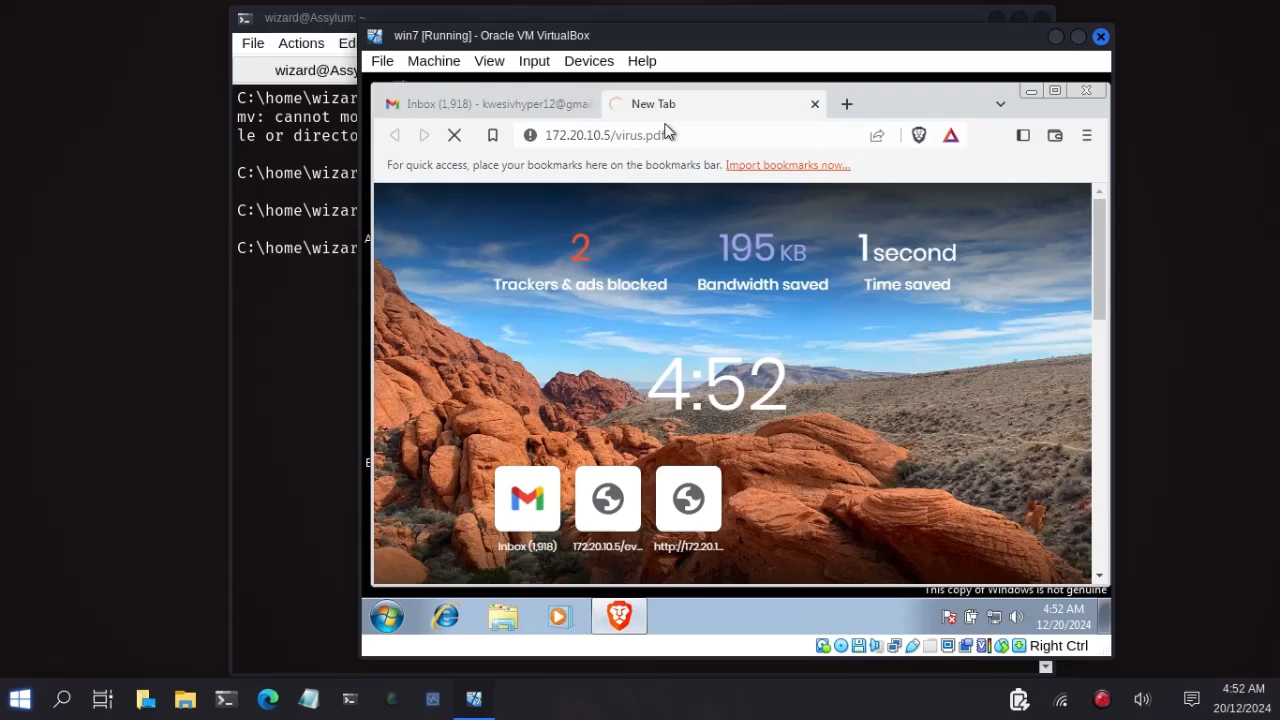 wizard@Assylum: ~
File Actions Ed
wizard@Assy
C:\home\wizar
mv: cannot mo
le or directo
C:\home\wizar
C:\home\wizar
C:\home\wizar
win7 [Running] - Oracle VM VirtualBox
File Machine View Input Devices Help
Inbox (1,918) - kwesivhyper12@gmai
New Tab
172.20.10.5/virus.pdf
For quick access, place your bookmarks here on the bookmarks bar. Import bookmarks now...
2 195 KB 1 second
Trackers & ads blocked Bandwidth saved Time saved
4:52
Inbox (1,918) 172.20.10.5/ev... http://172.20.1...
This copy of Windows is not genuine
4:52 AM
12/20/2024
Right Ctrl
4:52 AM
20/12/2024